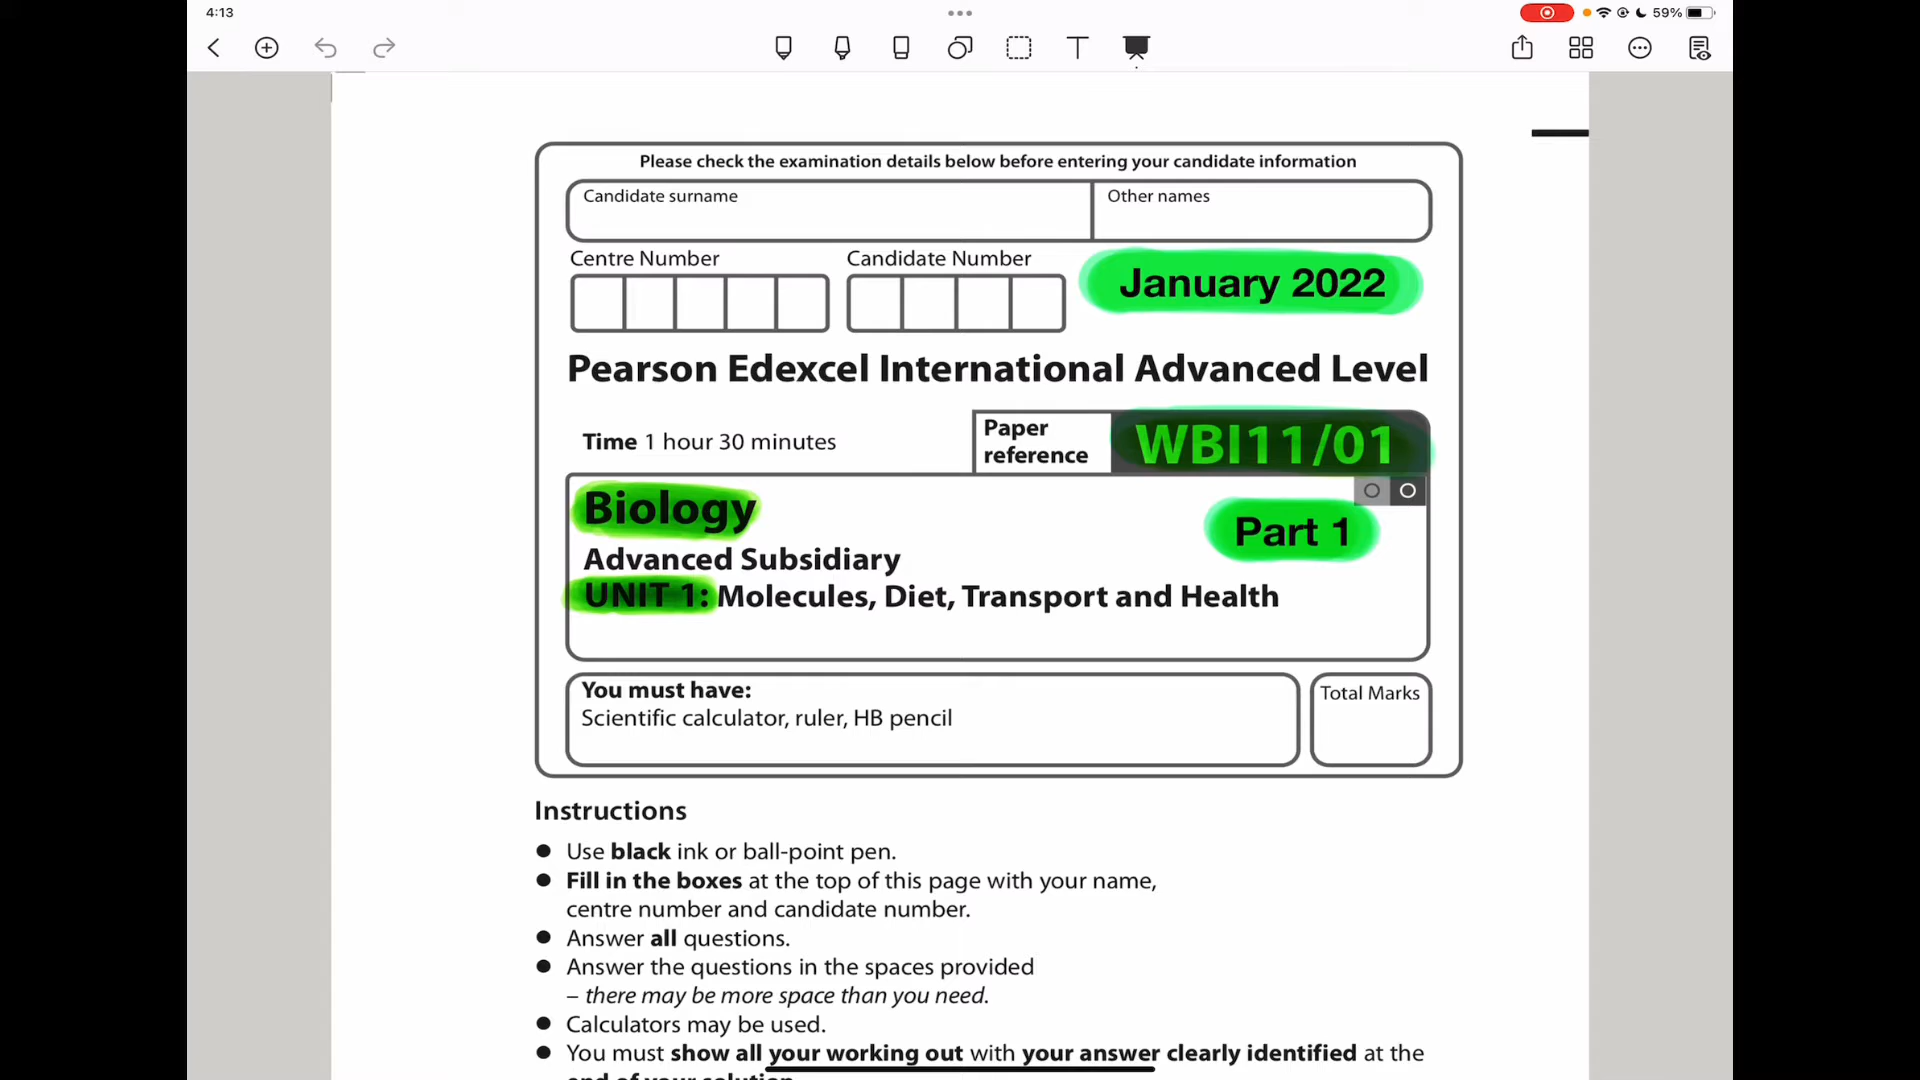 4:13
59%
Please check the examination details below before entering your candidate information
Candidate surname
Other names
Centre Number
Candidate Number
January 2022
Pearson Edexcel International Advanced Level
Time 1 hour 30 minutes
Paper
reference
WBI11/01
Biology
Part 1
Advanced Subsidiary
UNIT 1: Molecules, Diet, Transport and Health
You must have:
Scientific calculator, ruler, HB pencil
Total Marks
Instructions
● Use black ink or ball-point pen.
● Fill in the boxes at the top of this page with your name,
centre number and candidate number.
● Answer all questions.
● Answer the questions in the spaces provided
– there may be more space than you need.
● Calculators may be used.
● You must show all your working out with your answer clearly identified at the
end of your solution